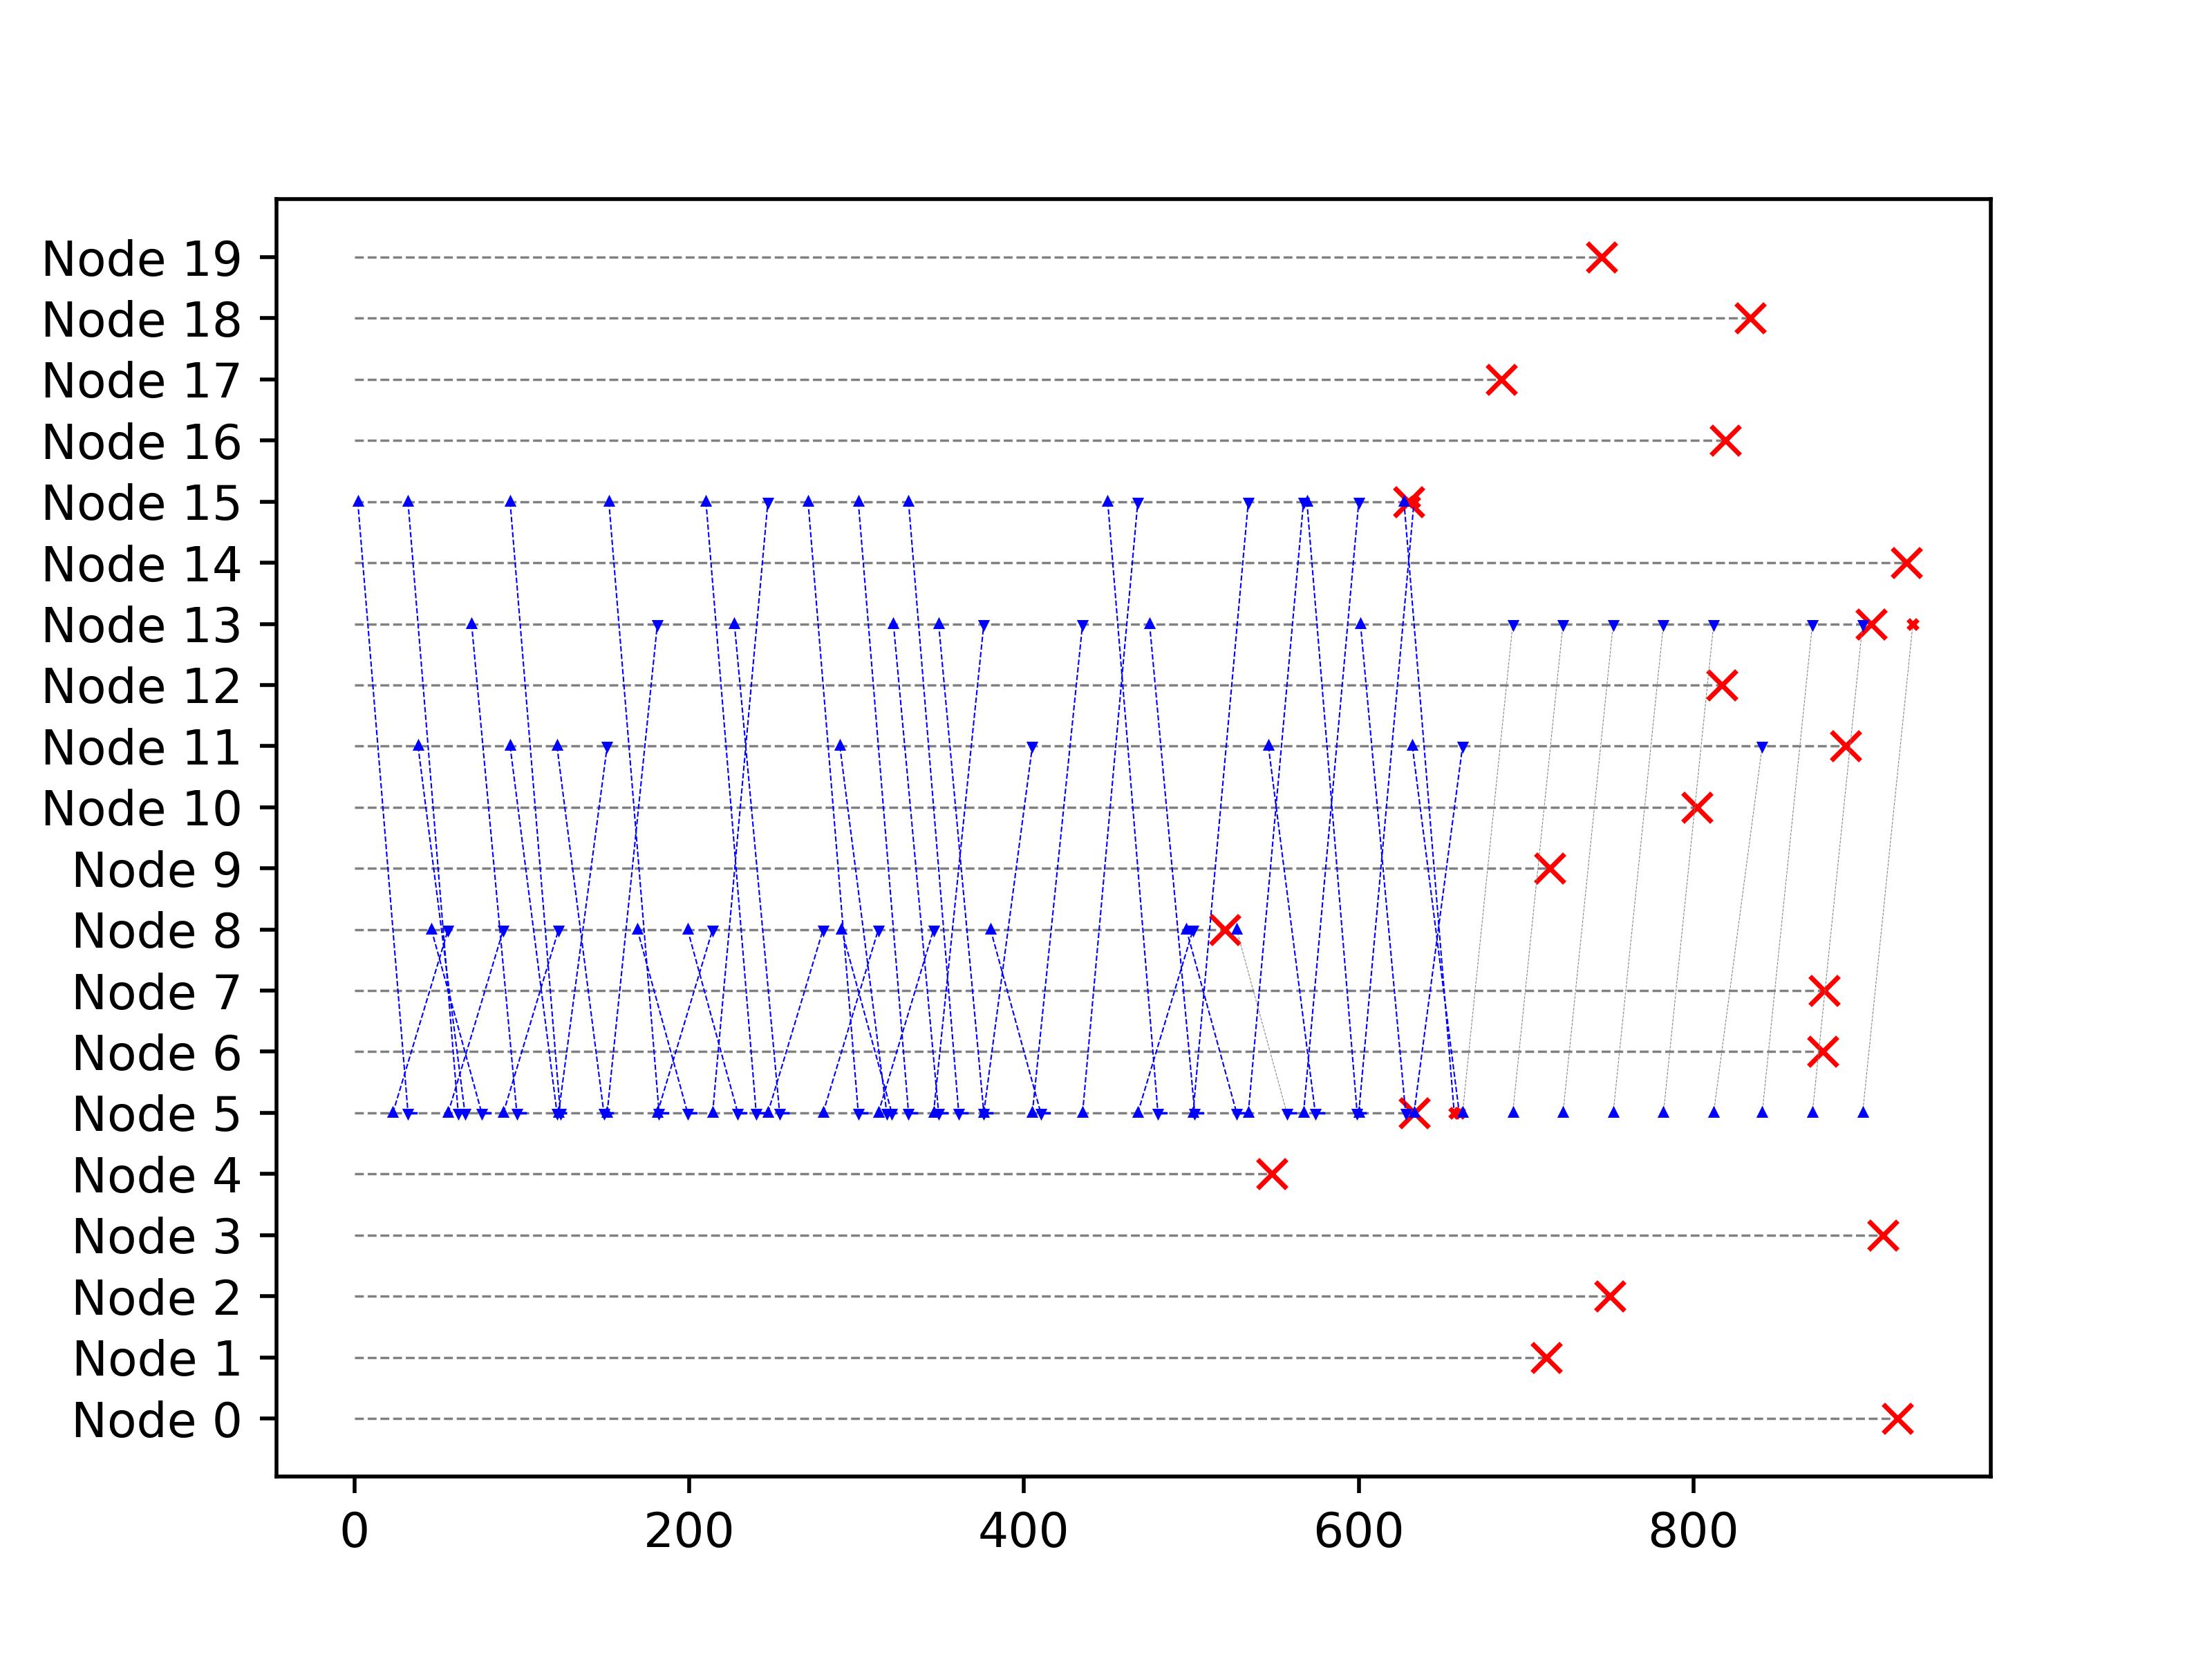 Node 19
Node 18
Node 17
Node 16
Node 15
Node 14
Node 13
Node 12
Node 11
Node 10
Node 9
Node 8
Node 7
Node 6
Node 5
Node 4
Node 3
Node 2
Node 1
Node 0
0 200 400 600 800